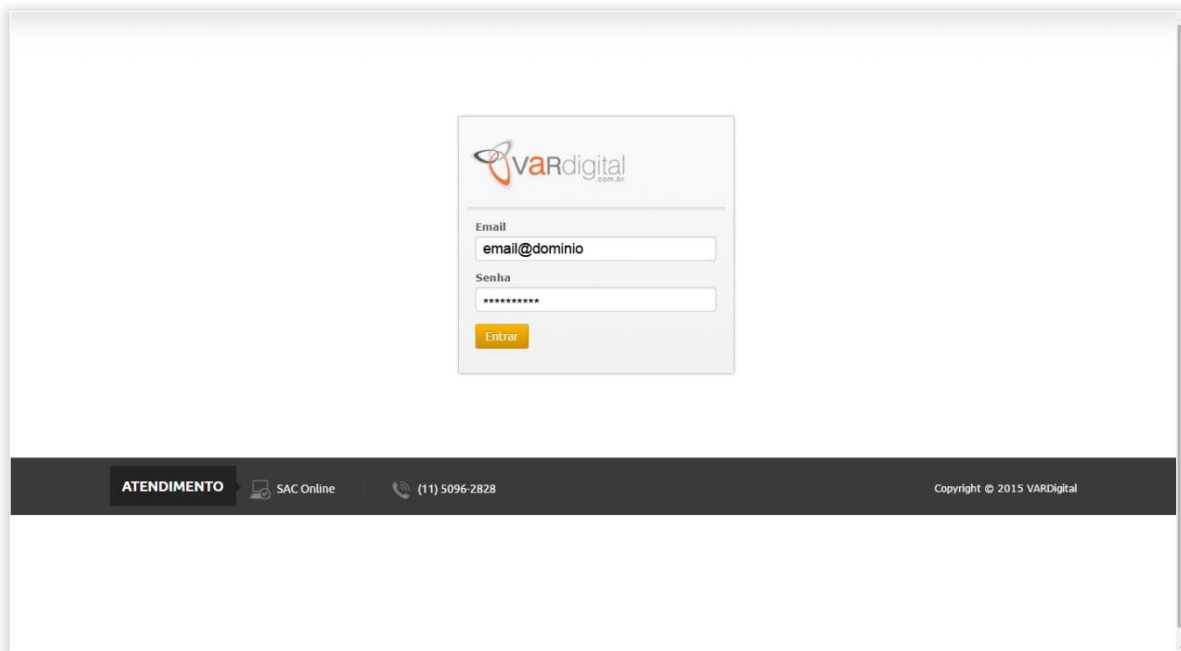 VARdigital
.com.br
Email
email@dominio
Senha
**********
Entrar
ATENDIMENTO SAC Online (11) 5096-2828 Copyright © 2015 VARDigital